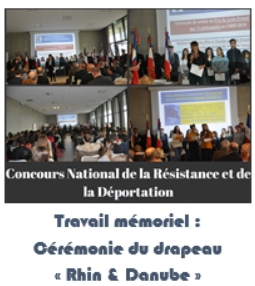 Concours National de la Résistance et de
la Déportation
Travail mémoriel :
Cérémonie du drapeau
« Rhin & Danube »